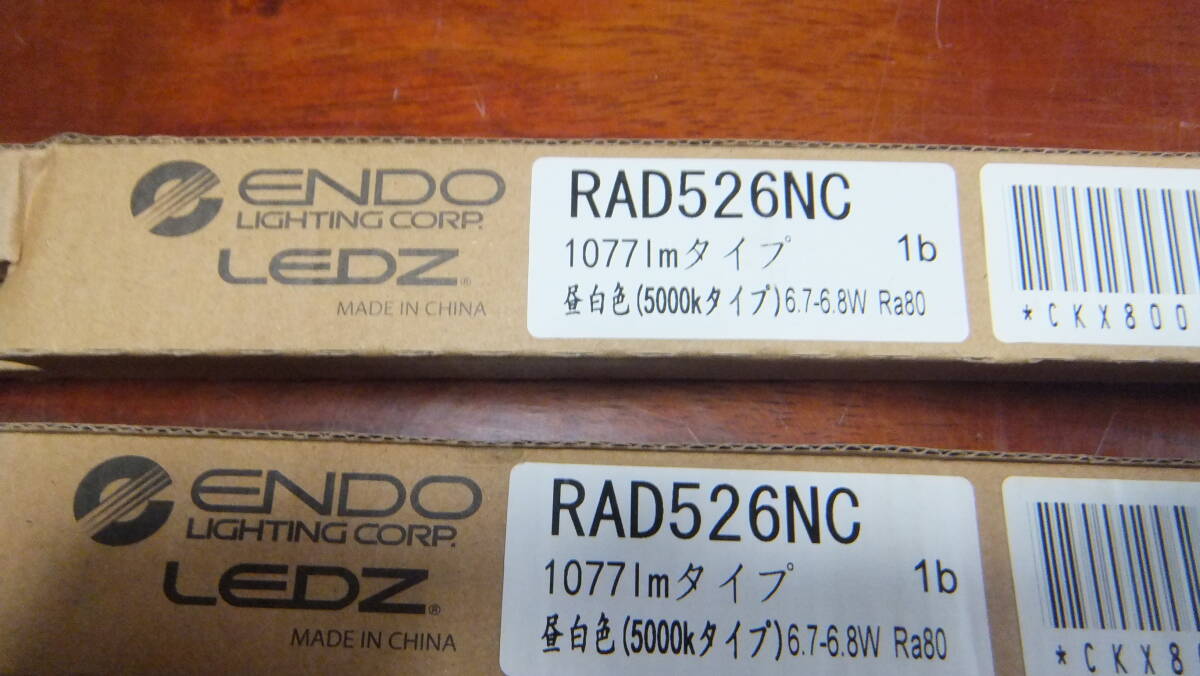 ENDO
LIGHTING CORP.
LEDZ®
MADE IN CHINA
RAD526NC
1077lmタイプ 1b
昼白色(5000kタイプ)6.7-6.8W Ra80
*CKX800
ENDO
LIGHTING CORP.
LEDZ®
MADE IN CHINA
RAD526NC
1077lmタイプ 1b
昼白色(5000kタイプ)6.7-6.8W Ra80
*CKX80